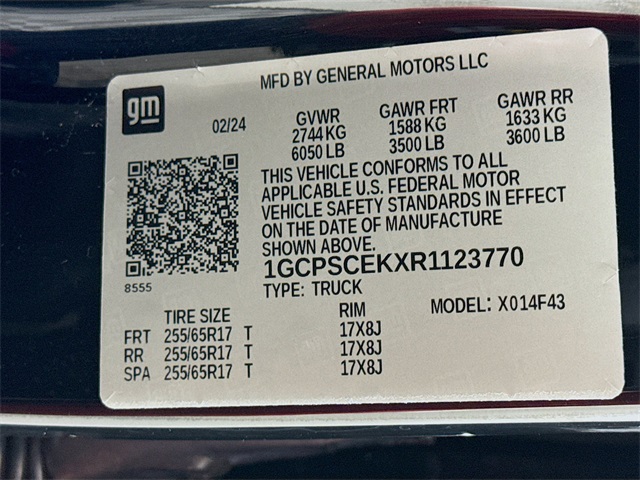 MFD BY GENERAL MOTORS LLC
gm
02/24
GVWR GAWR FRT GAWR RR
2744 KG 1588 KG 1633 KG
6050 LB 3500 LB 3600 LB
THIS VEHICLE CONFORMS TO ALL
APPLICABLE U.S. FEDERAL MOTOR
VEHICLE SAFETY STANDARDS IN EFFECT
ON THE DATE OF MANUFACTURE
SHOWN ABOVE.
1GCPSCEKXR1123770
8555
TYPE: TRUCK
TIRE SIZE RIM MODEL: X014F43
FRT 255/65R17 T 17X8J
RR 255/65R17 T 17X8J
SPA 255/65R17 T 17X8J